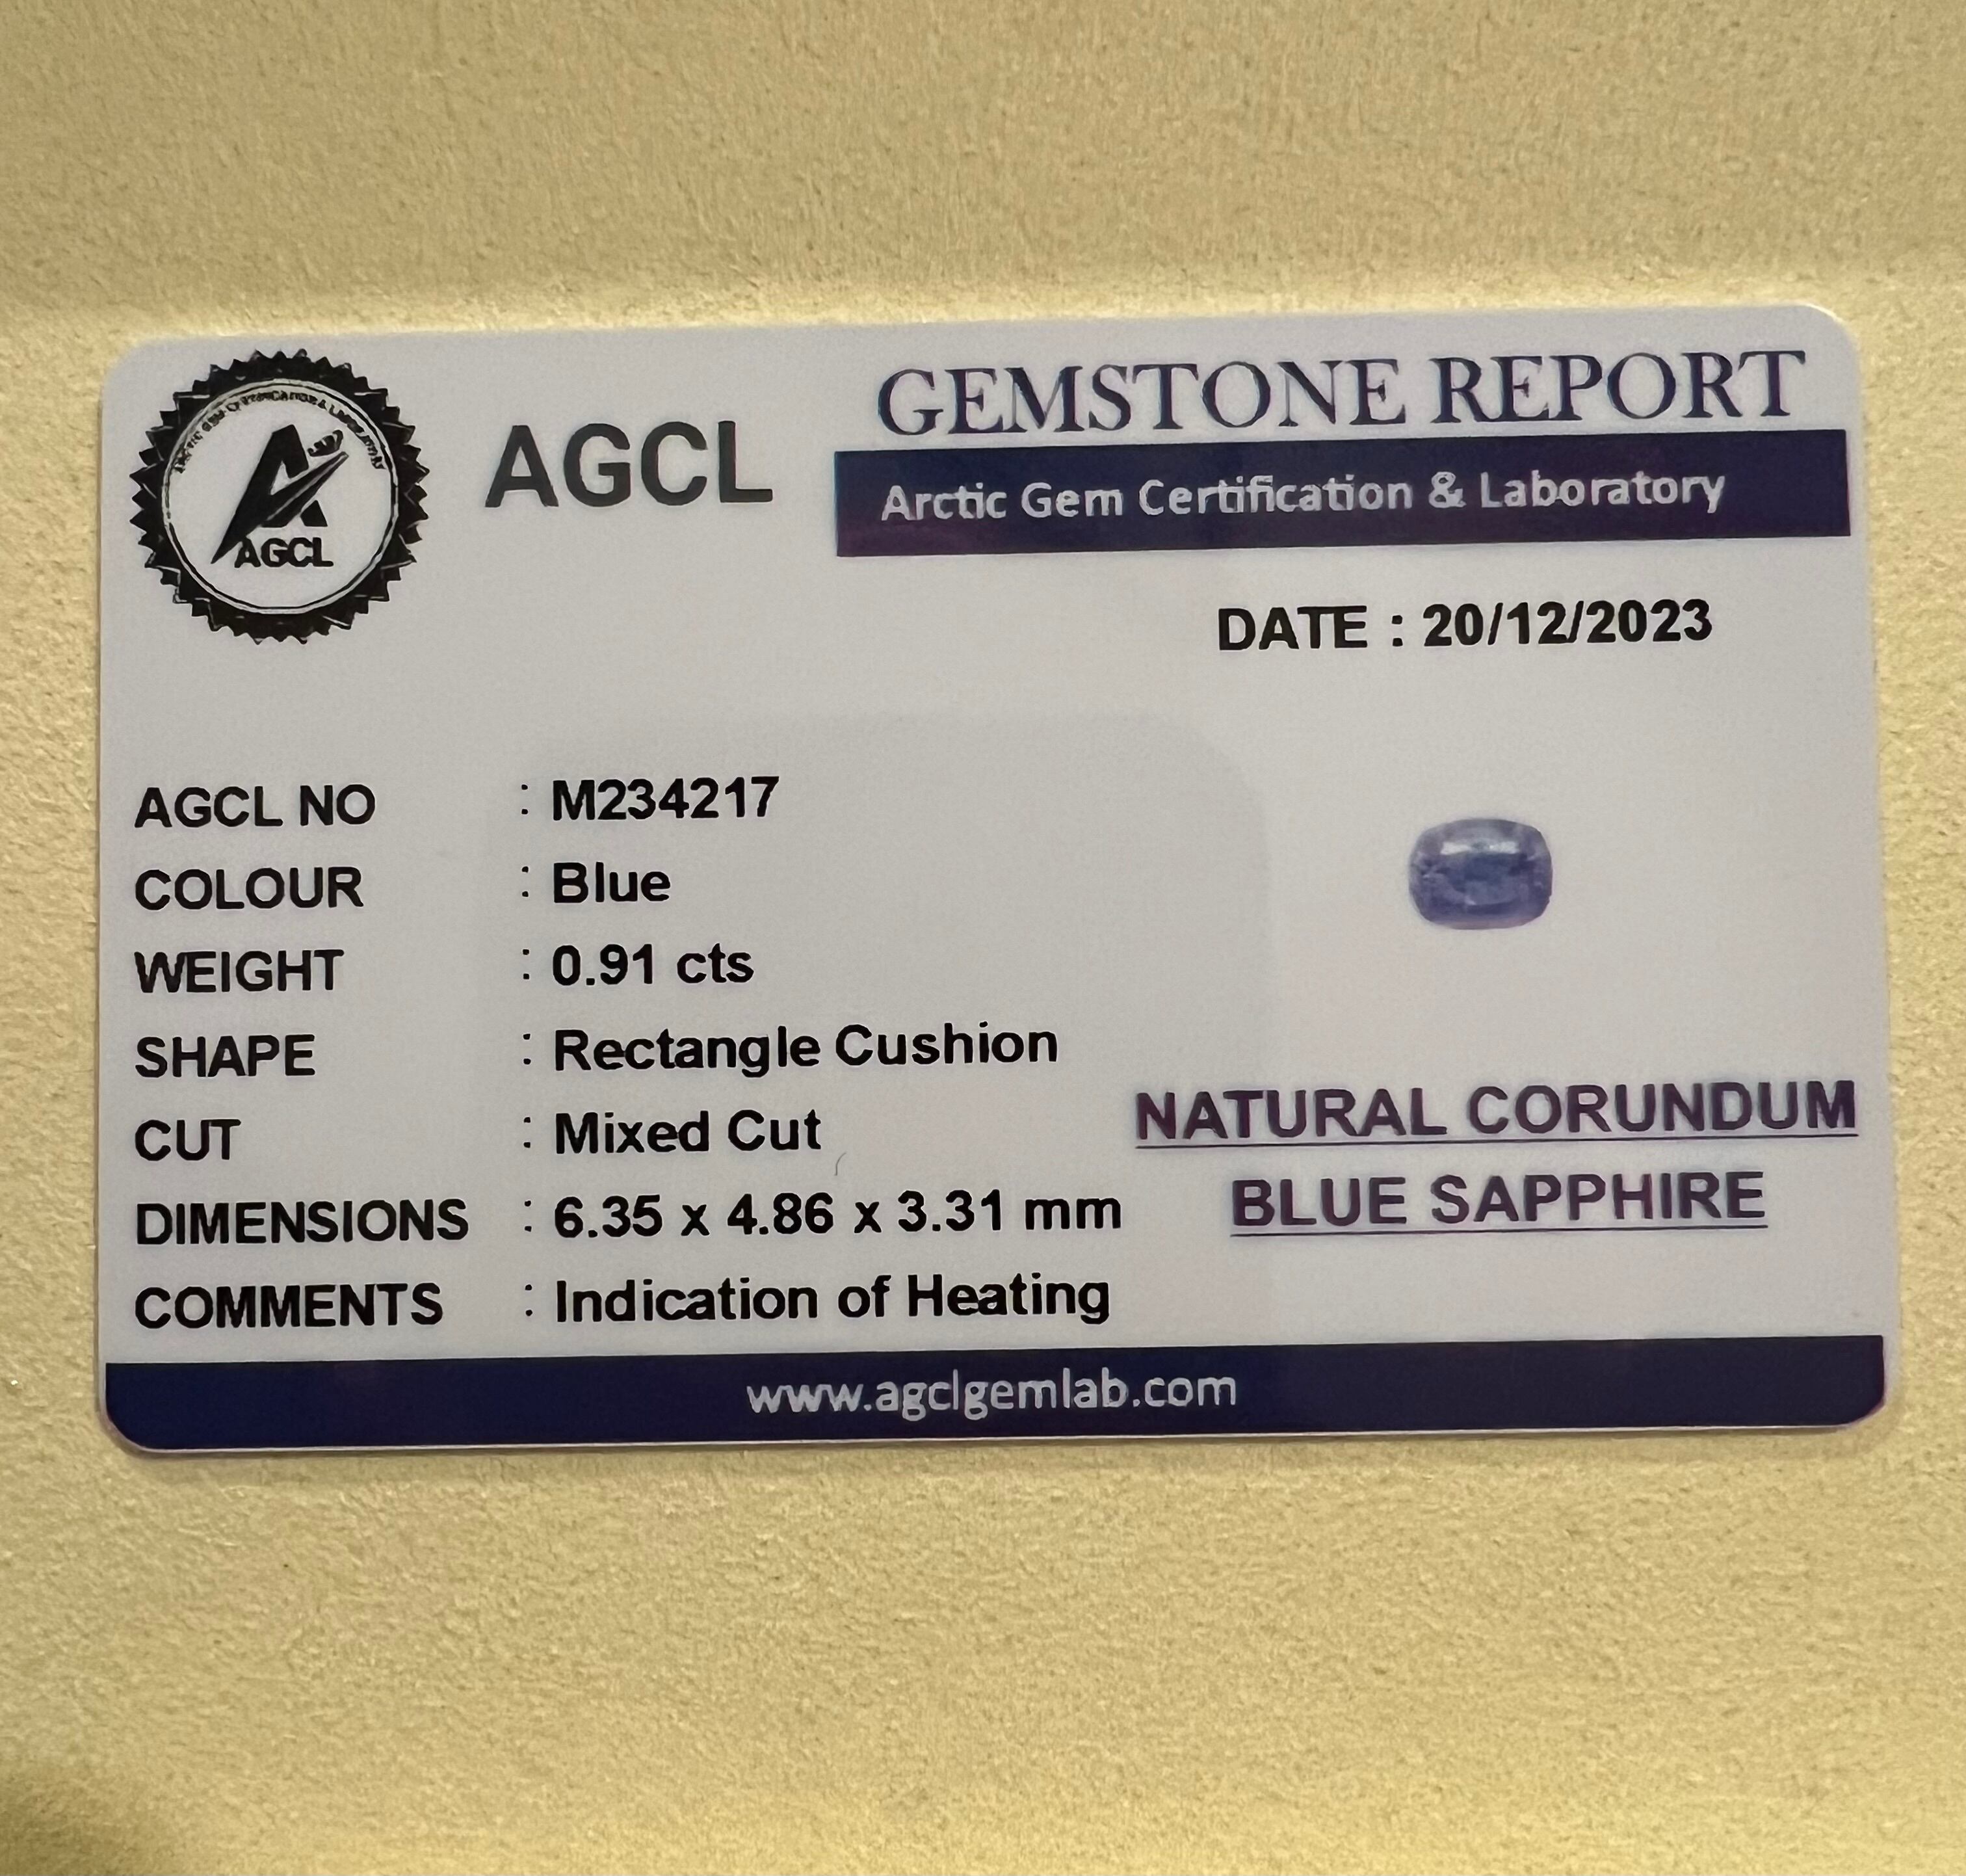 GEMSTONE REPORT
AGCL
Arctic Gem Certification & Laboratory
AGCL
DATE : 20/12/2023
AGCL NO : M234217
COLOUR : Blue
WEIGHT : 0.91 cts
SHAPE : Rectangle Cushion
CUT : Mixed Cut
DIMENSIONS : 6.35 x 4.86 x 3.31 mm
COMMENTS : Indication of Heating
NATURAL CORUNDUM
BLUE SAPPHIRE
www.agclgemlab.com